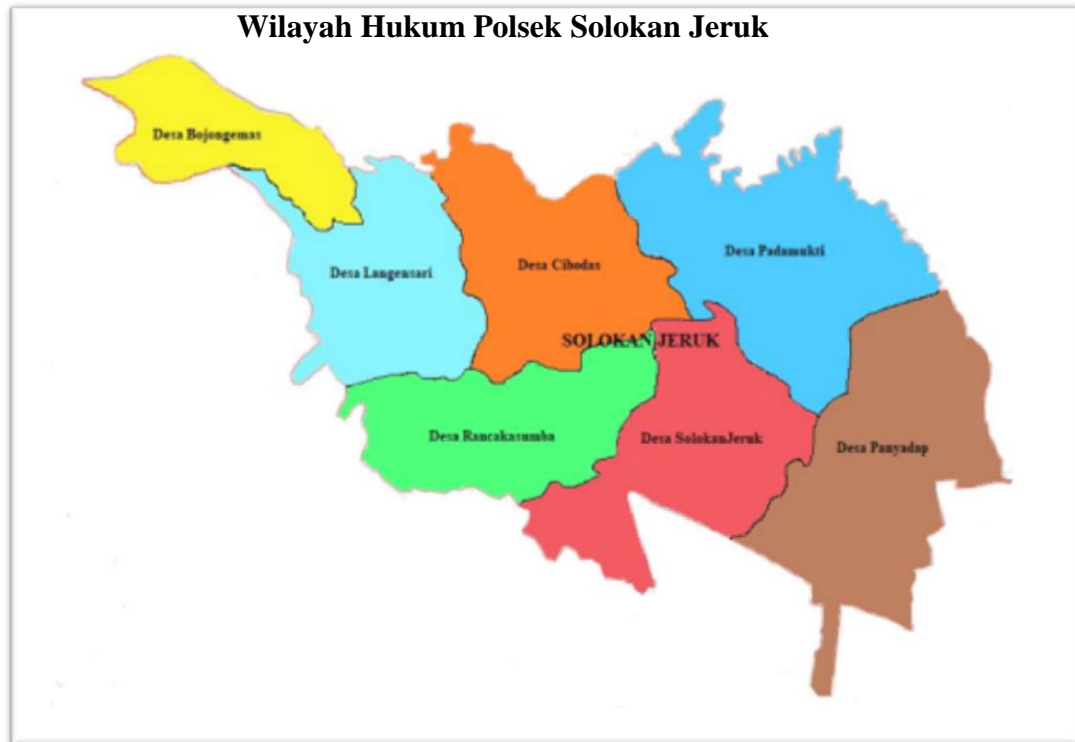 Wilayah Hukum Polsek Solokan Jeruk
Desa Bojongemas
Desa Langensari
Desa Cibodas
Desa Padamukti
SOLOKAN JERUK
Desa Rancakasumba
Desa SolokanJeruk
Desa Panyadap